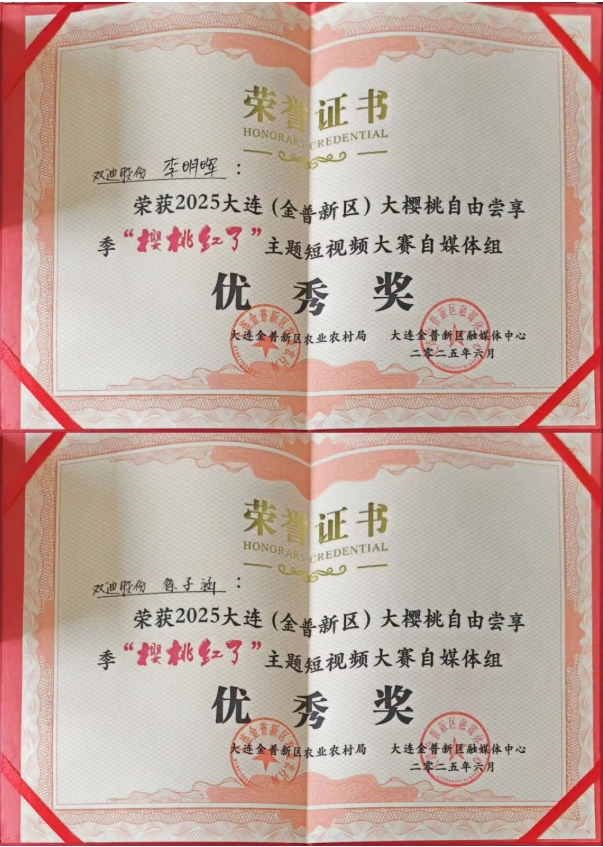 荣誉证书
HONORARY CREDENTIAL
双迪股份 李明晖：
荣获2025大连（金普新区）大樱桃自由尝享
季“樱桃红了”主题短视频大赛自媒体组
优秀奖
大连金普新区农业农村局 大连金普新区融媒体中心
二〇二五年六月
荣誉证书
HONORARY CREDENTIAL
双迪股份 子涵：
荣获2025大连（金普新区）大樱桃自由尝享
季“樱桃红了”主题短视频大赛自媒体组
优秀奖
大连金普新区农业农村局 大连金普新区融媒体中心
二〇二五年六月